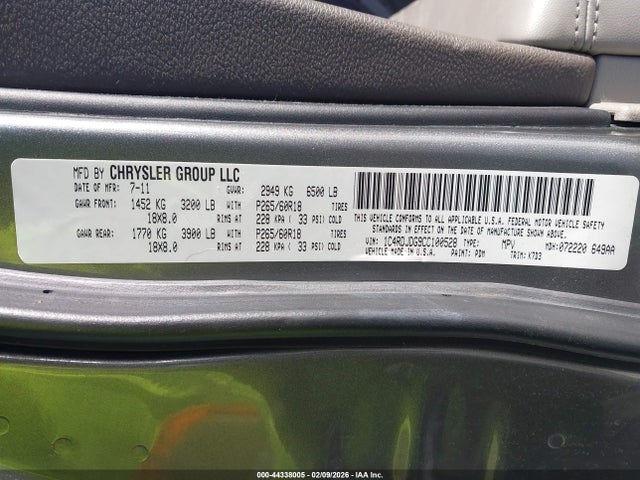 MFD BY CHRYSLER GROUP LLC
DATE OF MFR: 7-11 GVWR: 2949 KG 6500 LB
GAWR FRONT: 1452 KG 3200 LB WITH P265/60R18 TIRES
18X8.0 RIMS AT 228 KPA ( 33 PSI) COLD
GAWR REAR: 1770 KG 3900 LB WITH P265/60R18 TIRES
18X8.0 RIMS AT 228 KPA ( 33 PSI) COLD
THIS VEHICLE CONFORMS TO ALL APPLICABLE U.S.A. FEDERAL MOTOR VEHICLE SAFETY
STANDARDS IN EFFECT ON THE DATE OF MANUFACTURE SHOWN ABOVE.
VIN: 1C4RDJDG9CC100528 TYPE: MPV MDH: 072220 649AA
VEHICLE MADE IN U.S.A. PAINT: PDM TRIM: K7D3
000-44338005 | 02/09/2026 - IAA Inc.